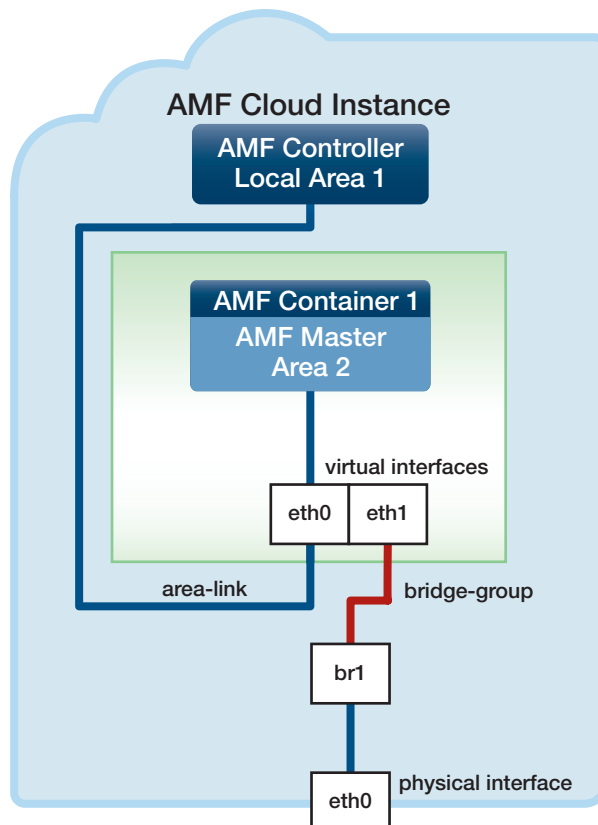 AMF Cloud Instance
AMF Controller
Local Area 1
AMF Container 1
AMF Master
Area 2
virtual interfaces
eth0
eth1
area-link
bridge-group
br1
physical interface
eth0